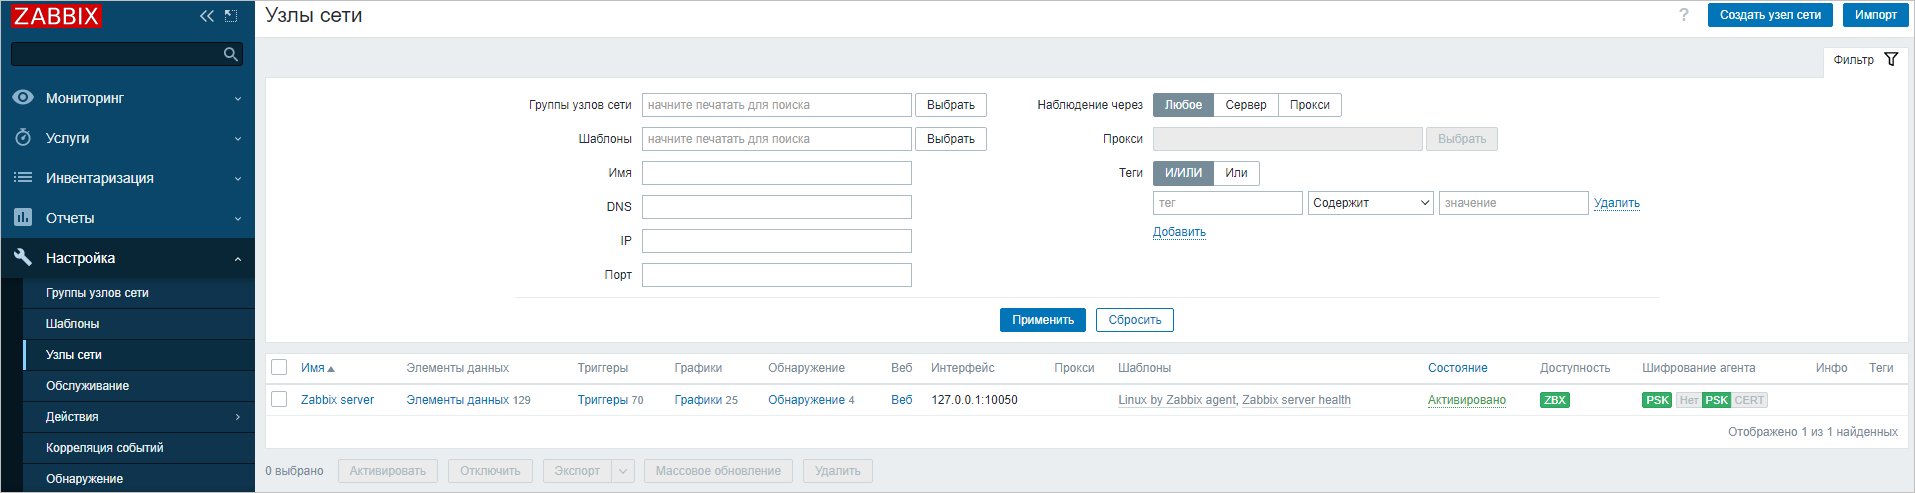 ZABBIX
Узлы сети
? Создать узел сети Импорт
Фильтр
Мониторинг
Услуги
Инвентаризация
Отчеты
Настройка
Группы узлов сети
Шаблоны
Узлы сети
Обслуживание
Действия
Корреляция событий
Обнаружение
Группы узлов сети начните печатать для поиска Выбрать
Шаблоны начните печатать для поиска Выбрать
Имя
DNS
IP
Порт
Наблюдение через Любое Сервер Прокси
Прокси Выбрать
Теги И/ИЛИ Или
тег Содержит значение Удалить
Добавить
Применить Сбросить
Имя Элементы данных Триггеры Графики Обнаружение Веб Интерфейс Прокси Шаблоны Состояние Доступность Шифрование агента Инфо Теги
Zabbix server Элементы данных 129 Триггеры 70 Графики 25 Обнаружение 4 Веб 127.0.0.1:10050 Linux by Zabbix agent, Zabbix server health Активировано ZBX PSK Нет PSK CERT
Отображено 1 из 1 найденных
0 выбрано Активировать Отключить Экспорт Массовое обновление Удалить